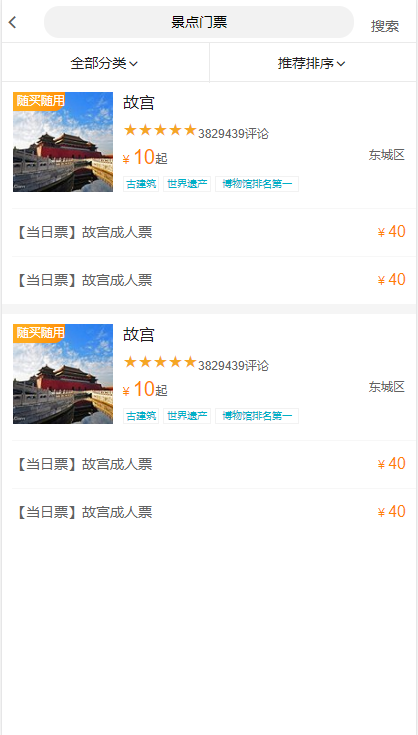 景点门票
搜索
全部分类
推荐排序
随买随用
故宫
★★★★★3829439评论
¥ 10起
东城区
古建筑 世界遗产 博物馆排名第一
【当日票】故宫成人票 ¥ 40
【当日票】故宫成人票 ¥ 40
随买随用
故宫
★★★★★3829439评论
¥ 10起
东城区
古建筑 世界遗产 博物馆排名第一
【当日票】故宫成人票 ¥ 40
【当日票】故宫成人票 ¥ 40